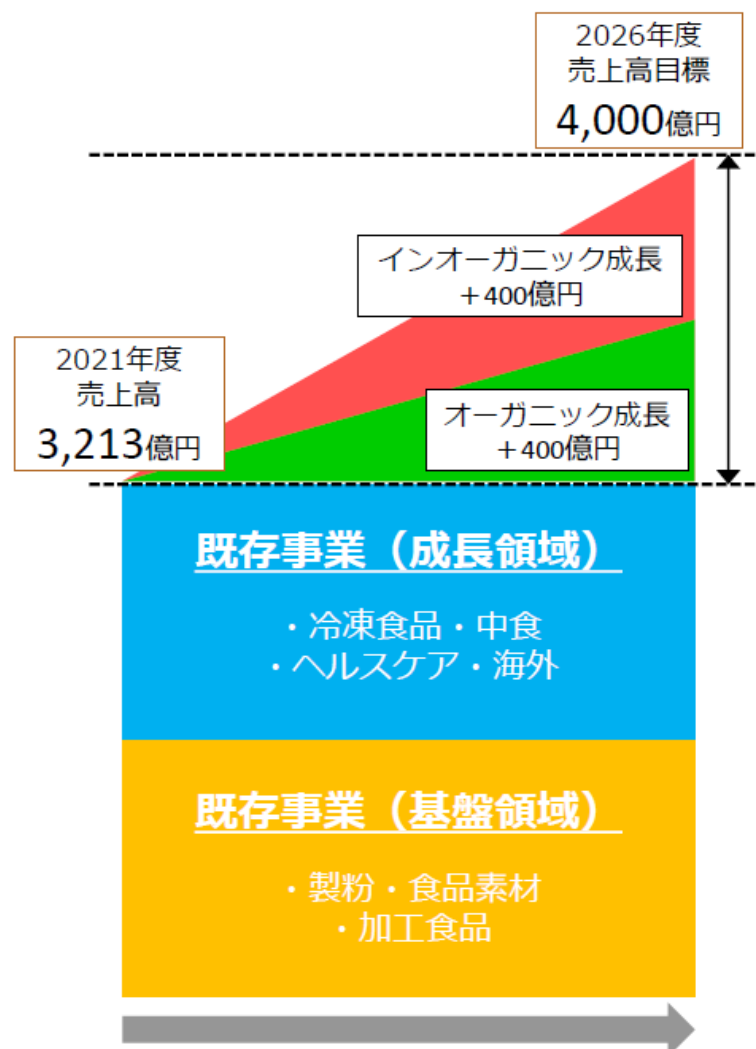 2026年度
売上高目標
4,000億円
インオーガニック成長
+400億円
2021年度
売上高
3,213億円
オーガニック成長
+400億円
既存事業（成長領域）
・冷凍食品・中食
・ヘルスケア・海外
既存事業（基盤領域）
・製粉・食品素材
・加工食品